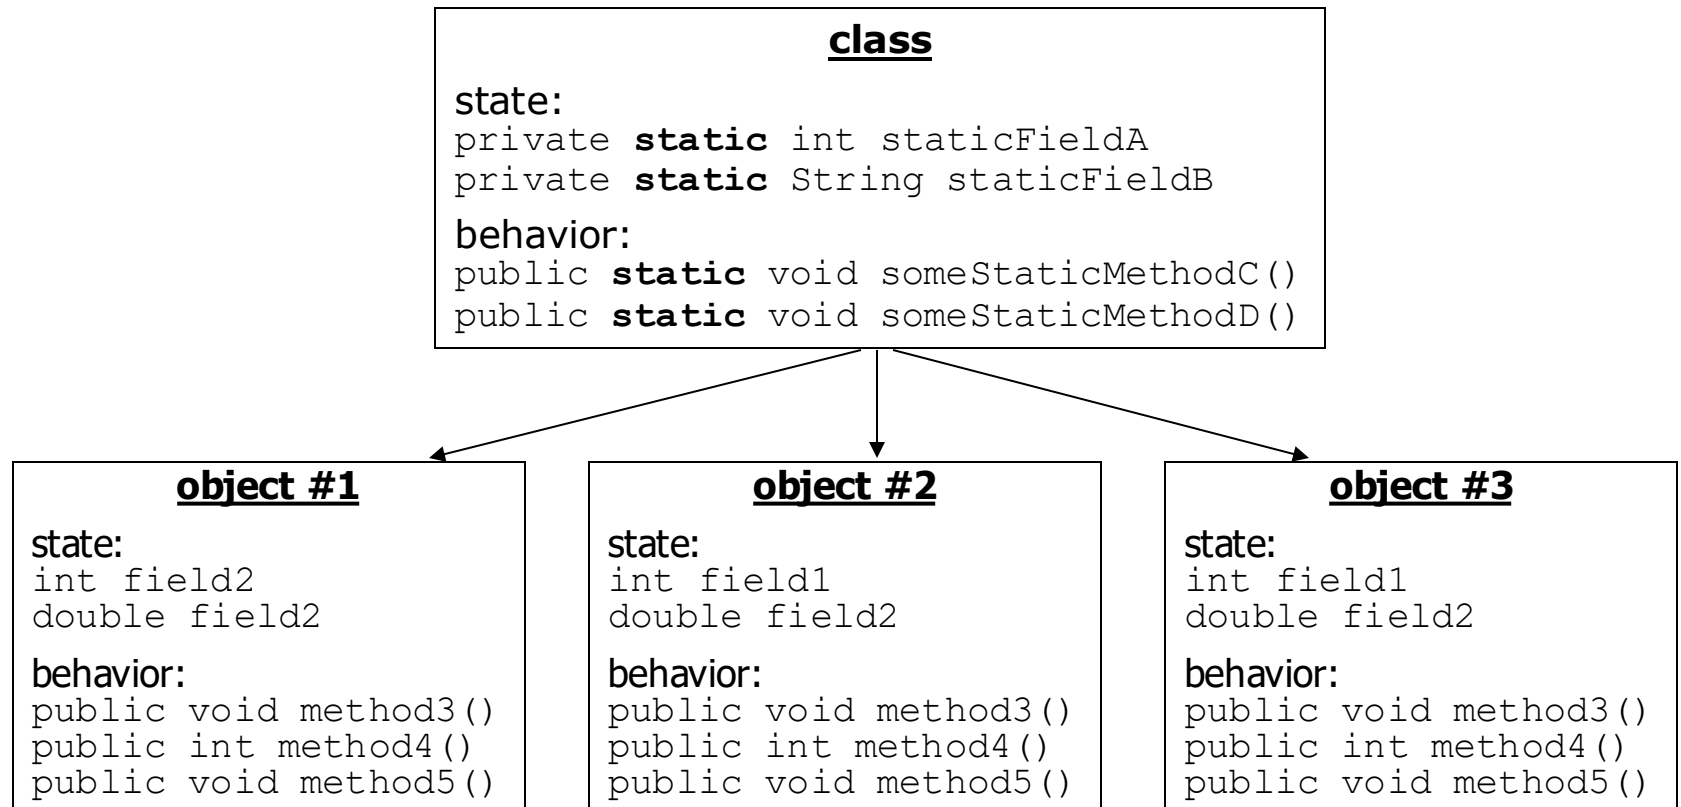 class
state:
private static int staticFieldA
private static String staticFieldB
behavior:
public static void someStaticMethodC()
public static void someStaticMethodD()
object #1
state:
int field2
double field2
behavior:
public void method3()
public int method4()
public void method5()
object #2
state:
int field1
double field2
behavior:
public void method3()
public int method4()
public void method5()
object #3
state:
int field1
double field2
behavior:
public void method3()
public int method4()
public void method5()